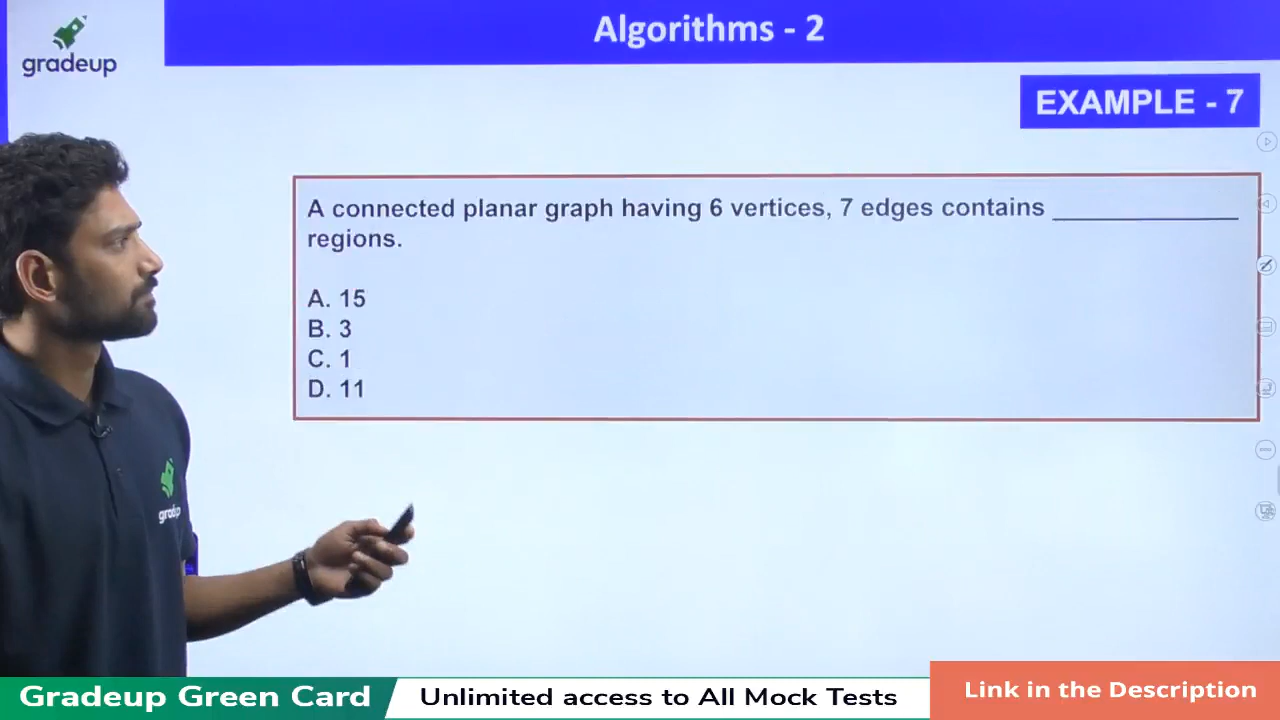 gradeup
Algorithms - 2
EXAMPLE - 7
A connected planar graph having 6 vertices, 7 edges contains ______________
regions.
A. 15
B. 3
C. 1
D. 11
gradup
Gradeup Green Card
Unlimited access to All Mock Tests
Link in the Description